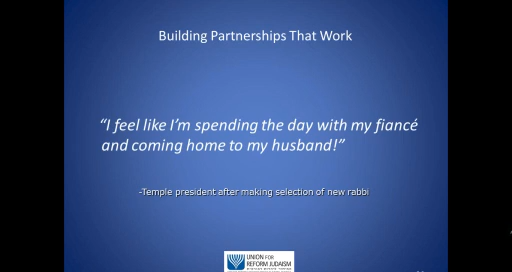 Building Partnerships That Work
“I feel like I’m spending the day with my fiancé
and coming home to my husband!”
-Temple president after making selection of new rabbi
UNION FOR
REFORM JUDAISM